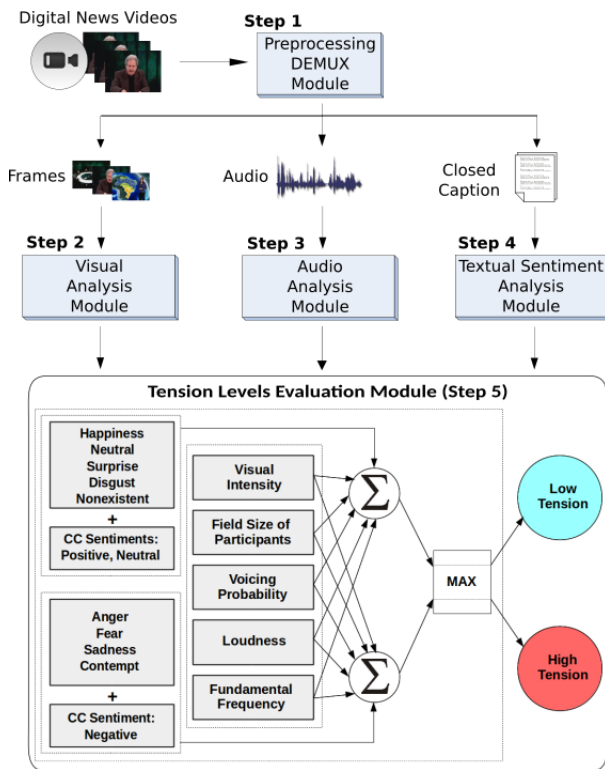 Digital News Videos
Step 1
Preprocessing
DEMUX
Module
Frames
Audio
Closed
Caption
Step 2
Visual
Analysis
Module
Step 3
Audio
Analysis
Module
Step 4
Textual Sentiment
Analysis
Module
Tension Levels Evaluation Module (Step 5)
Happiness
Neutral
Surprise
Disgust
Nonexistent
+
CC Sentiments:
Positive, Neutral
Anger
Fear
Sadness
Contempt
+
CC Sentiment:
Negative
Visual
Intensity
Field Size of
Participants
Voicing
Probability
Loudness
Fundamental
Frequency
Σ
Σ
MAX
Low
Tension
High
Tension